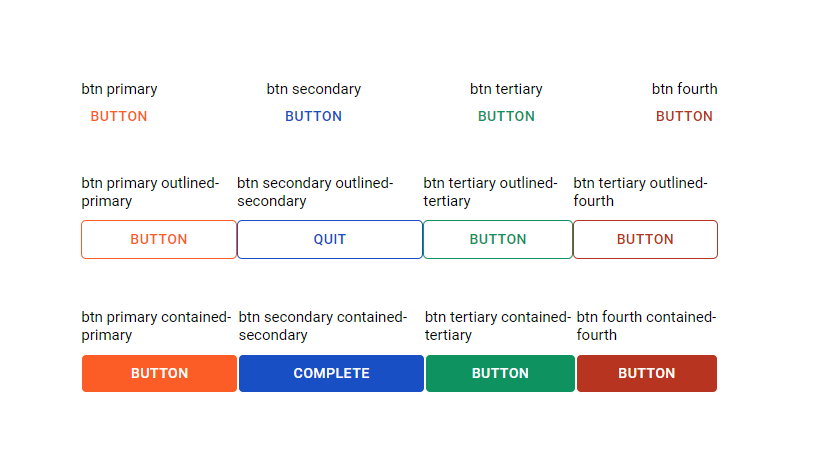 btn primary
btn secondary
btn tertiary
btn fourth
BUTTON
BUTTON
BUTTON
BUTTON
btn primary outlined-
primary
btn secondary outlined-
secondary
btn tertiary outlined-
tertiary
btn tertiary outlined-
fourth
BUTTON
QUIT
BUTTON
BUTTON
btn primary contained-
primary
btn secondary contained-
secondary
btn tertiary contained-
tertiary
btn fourth contained-
fourth
BUTTON
COMPLETE
BUTTON
BUTTON